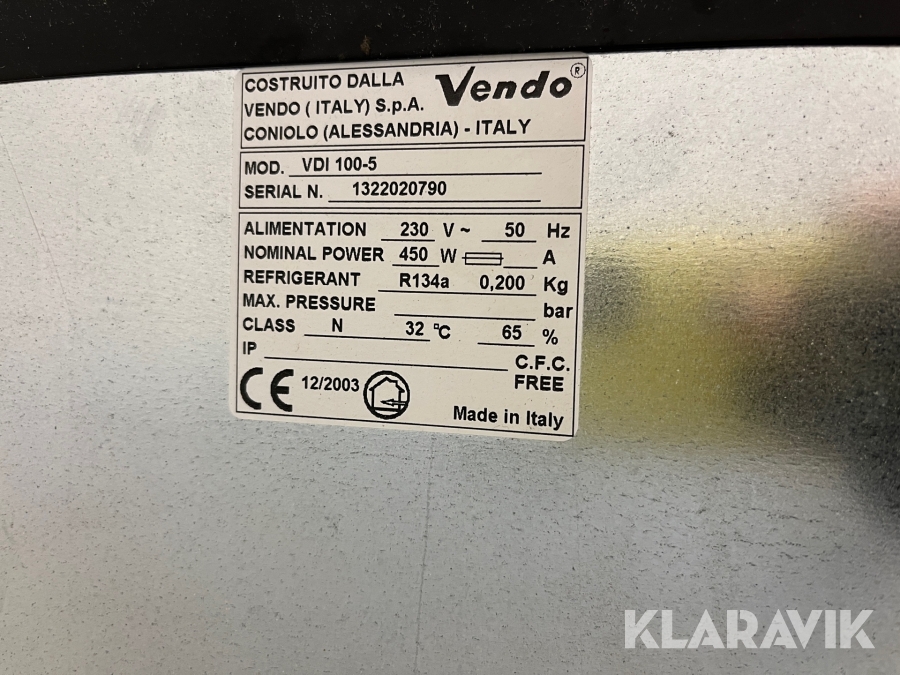 COSTRUITO DALLA
VENDO ( ITALY) S.p.A.
CONIOLO (ALESSANDRIA) - ITALY
Vendo ®
MOD. VDI 100-5
SERIAL N. 1322020790
ALIMENTATION 230 V ~ 50 Hz
NOMINAL POWER 450 W A
REFRIGERANT R134a 0,200 Kg
MAX. PRESSURE bar
CLASS N 32 °C 65 %
IP C.F.C.
FREE
CE 12/2003
Made in Italy
KLARAVIK